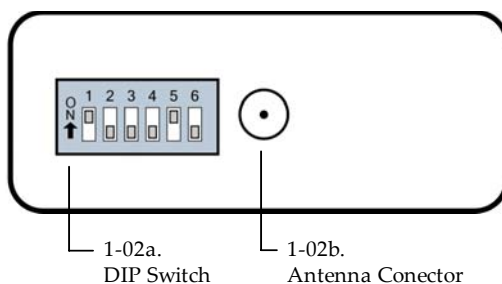 ON 1 2 3 4 5 6
1-02a.
DIP Switch
1-02b.
Antenna Conector